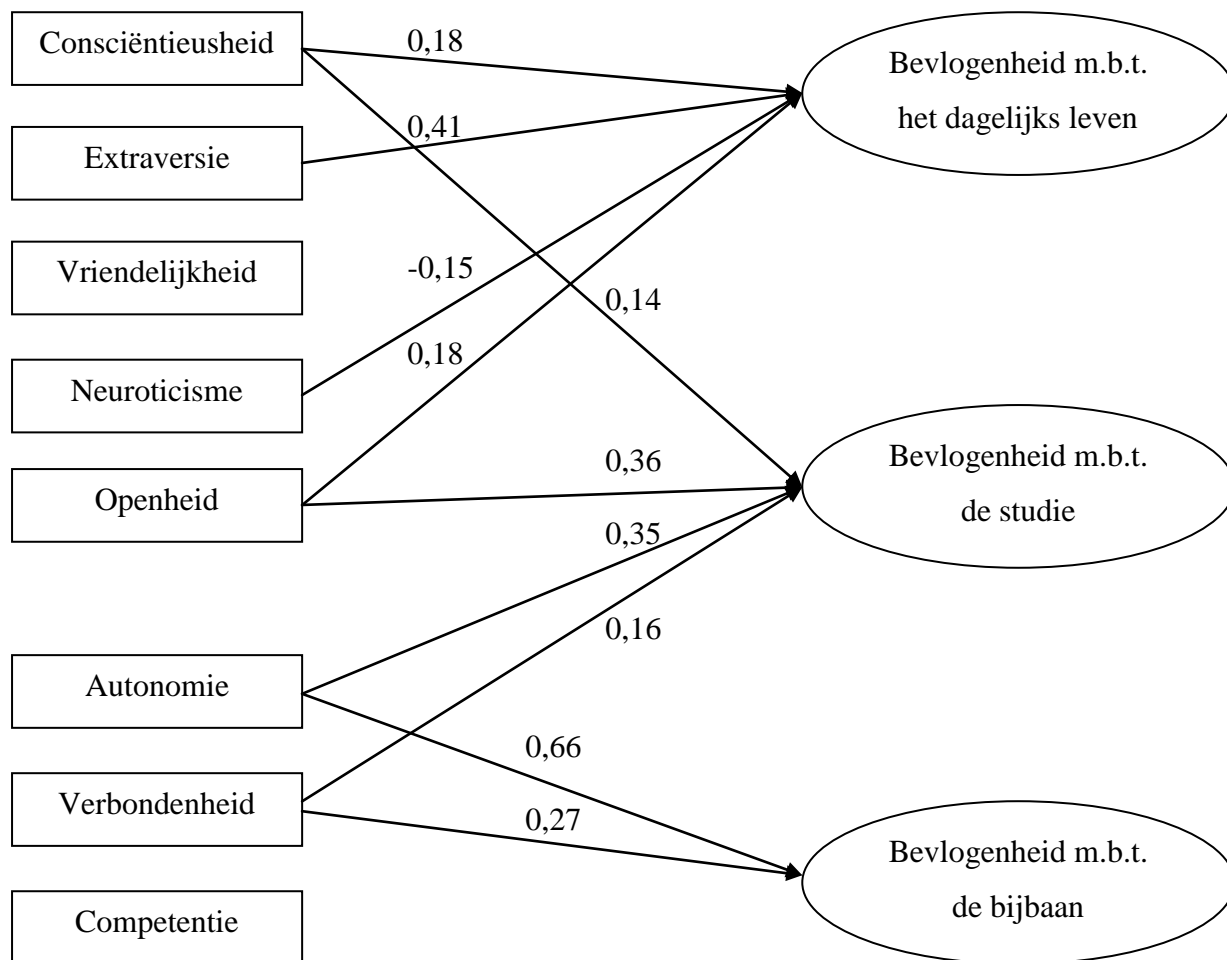 Consciëntieusheid
Extraversie
Vriendelijkheid
Neuroticisme
Openheid
Autonomie
Verbondenheid
Competentie
0,18
0,41
-0,15
0,14
0,18
0,36
0,35
0,16
0,66
0,27
Bevlogenheid m.b.t.
het dagelijks leven
Bevlogenheid m.b.t.
de studie
Bevlogenheid m.b.t.
de bijbaan